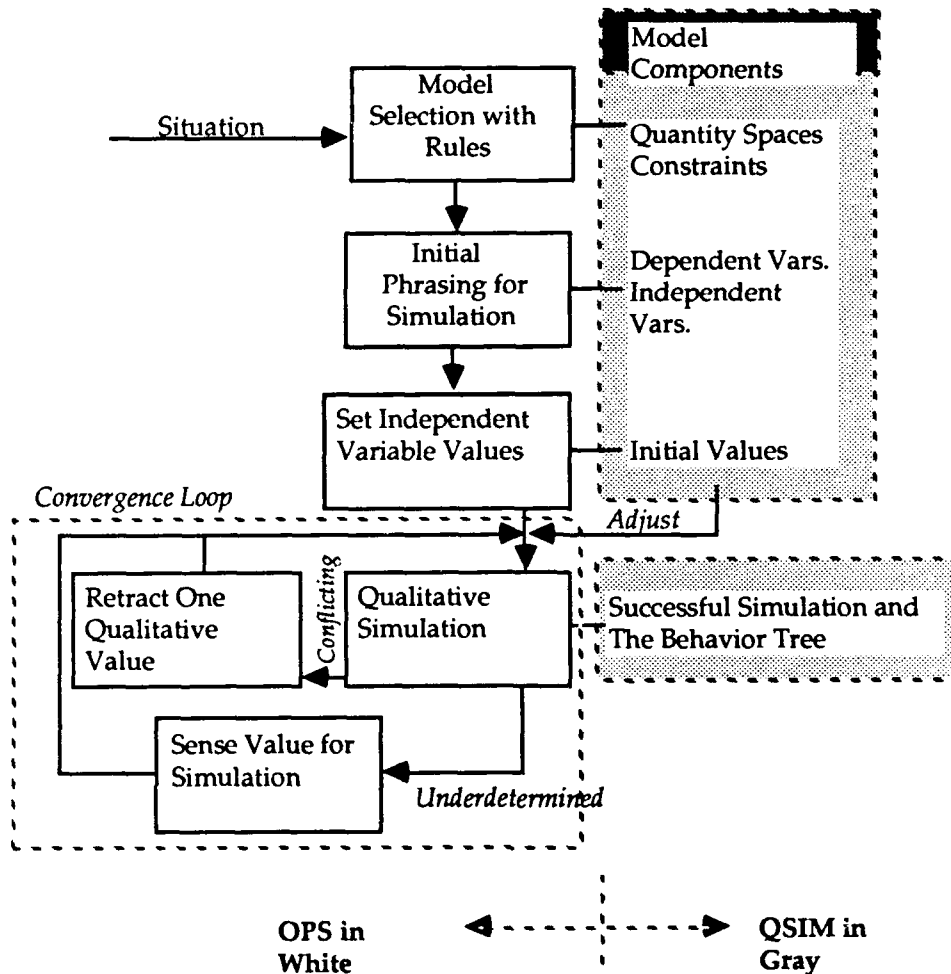 Model
Components
Situation
Model
Selection with
Rules
Quantity Spaces
Constraints
Initial
Phrasing for
Simulation
Dependent Vars.
Independent
Vars.
Set Independent
Variable Values
Initial Values
Convergence Loop
Adjust
Retract One
Qualitative
Value
Conflicting
Qualitative
Simulation
Successful Simulation and
The Behavior Tree
Sense Value for
Simulation
Underdetermined
OPS in
White
QSIM in
Gray